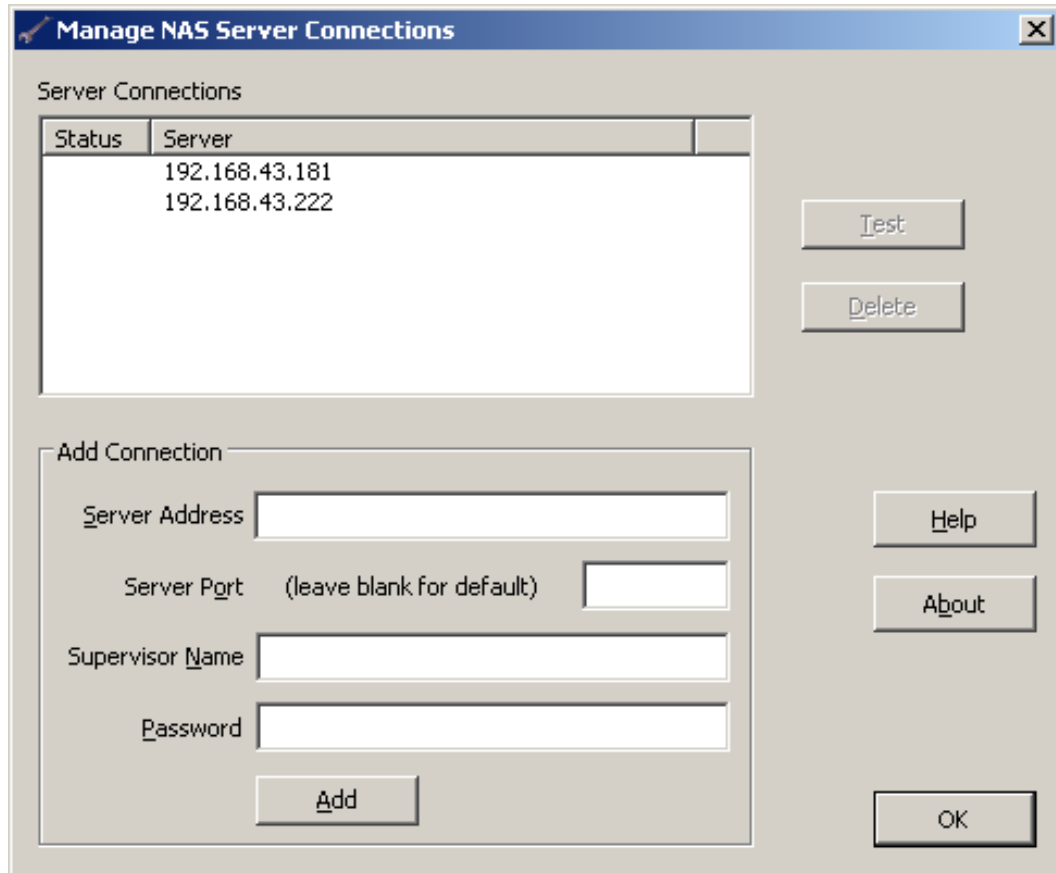 Manage NAS Server Connections
Server Connections
Status Server
192.168.43.181
192.168.43.222
Test
Delete
Add Connection
Server Address
Help
Server Port (leave blank for default)
About
Supervisor Name
Password
Add
OK